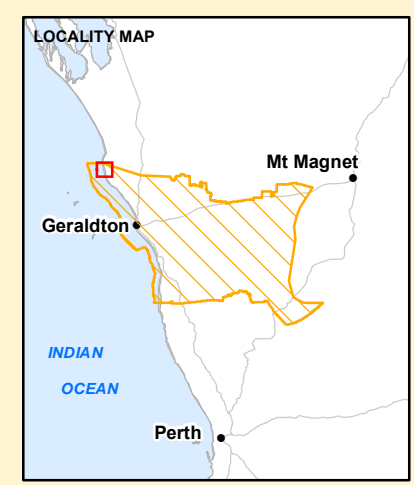 LOCALITY MAP
Mt Magnet
Geraldton
INDIAN
OCEAN
Perth